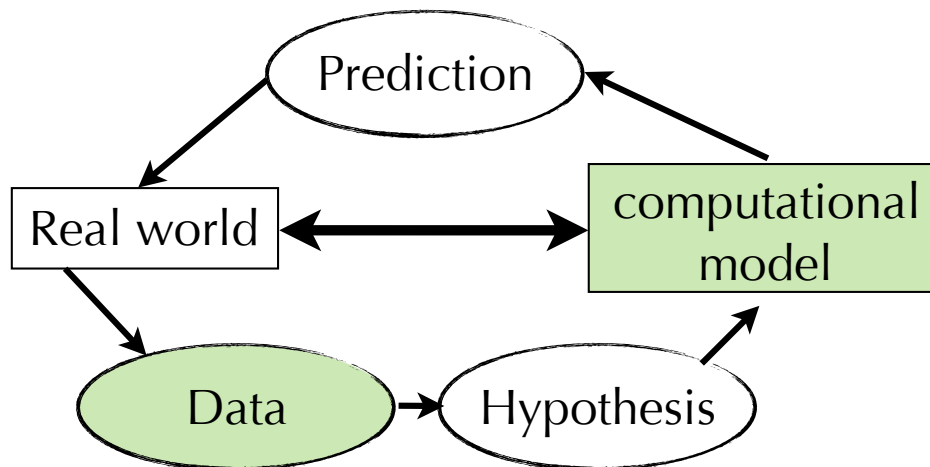 Prediction
Real world
computational
model
Data
Hypothesis